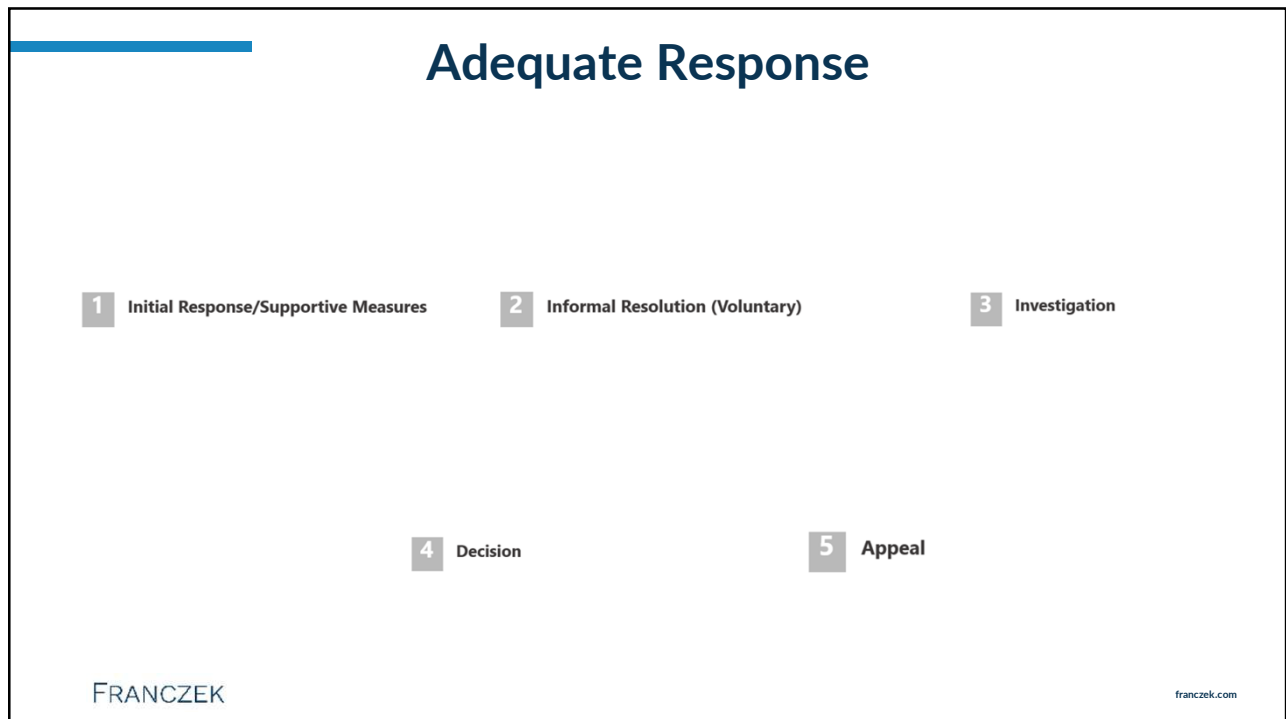 Adequate Response
1 Initial Response/Supportive Measures
2 Informal Resolution (Voluntary)
3 Investigation
4 Decision
5 Appeal
FRANCZEK
franczek.com